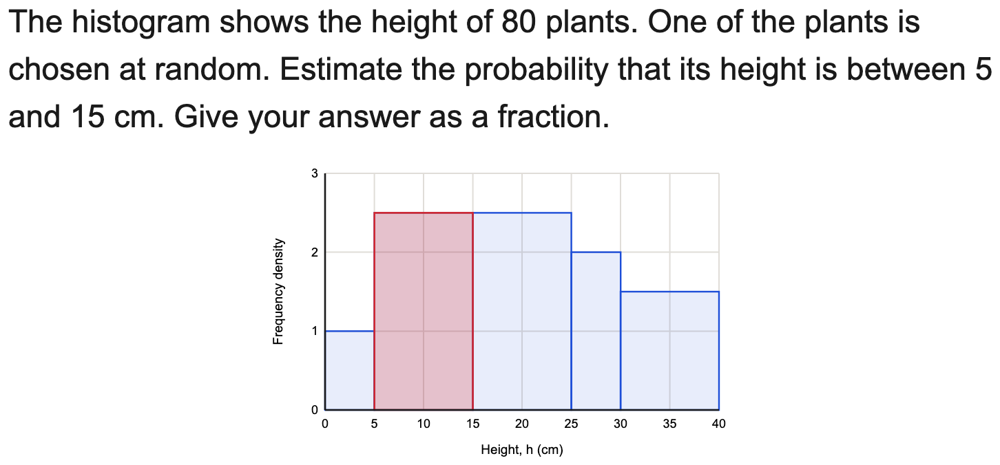 The histogram shows the height of 80 plants. One of the plants is
chosen at random. Estimate the probability that its height is between 5
and 15 cm. Give your answer as a fraction.
3
2
1
0
Frequency density
0 5 10 15 20 25 30 35 40
Height, h (cm)